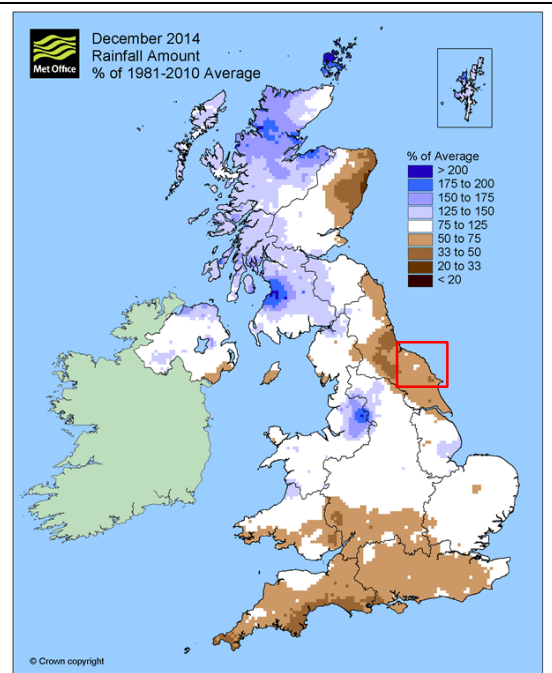 Met Office
December 2014
Rainfall Amount
% of 1981-2010 Average
% of Average
> 200
175 to 200
150 to 175
125 to 150
75 to 125
50 to 75
33 to 50
20 to 33
< 20
© Crown copyright